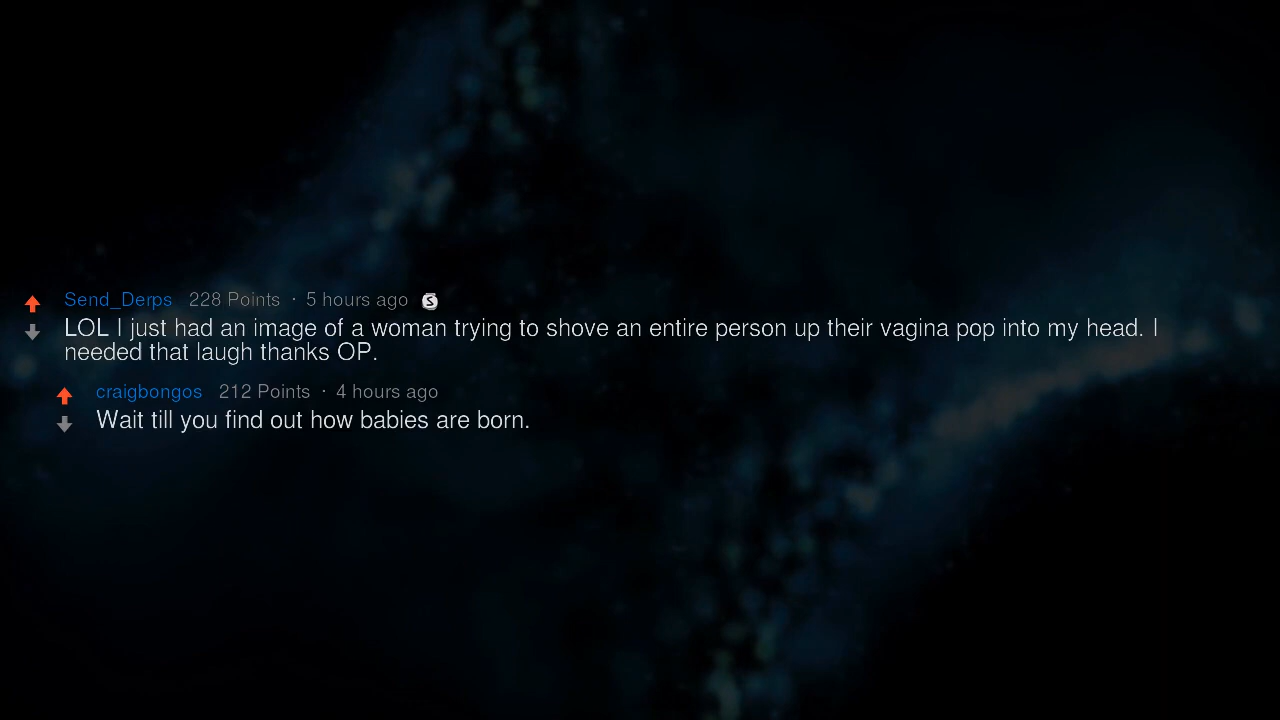 Send_Derps 228 Points · 5 hours ago S
LOL I just had an image of a woman trying to shove an entire person up their vagina pop into my head. I
needed that laugh thanks OP.
craigbongos 212 Points · 4 hours ago
Wait till you find out how babies are born.